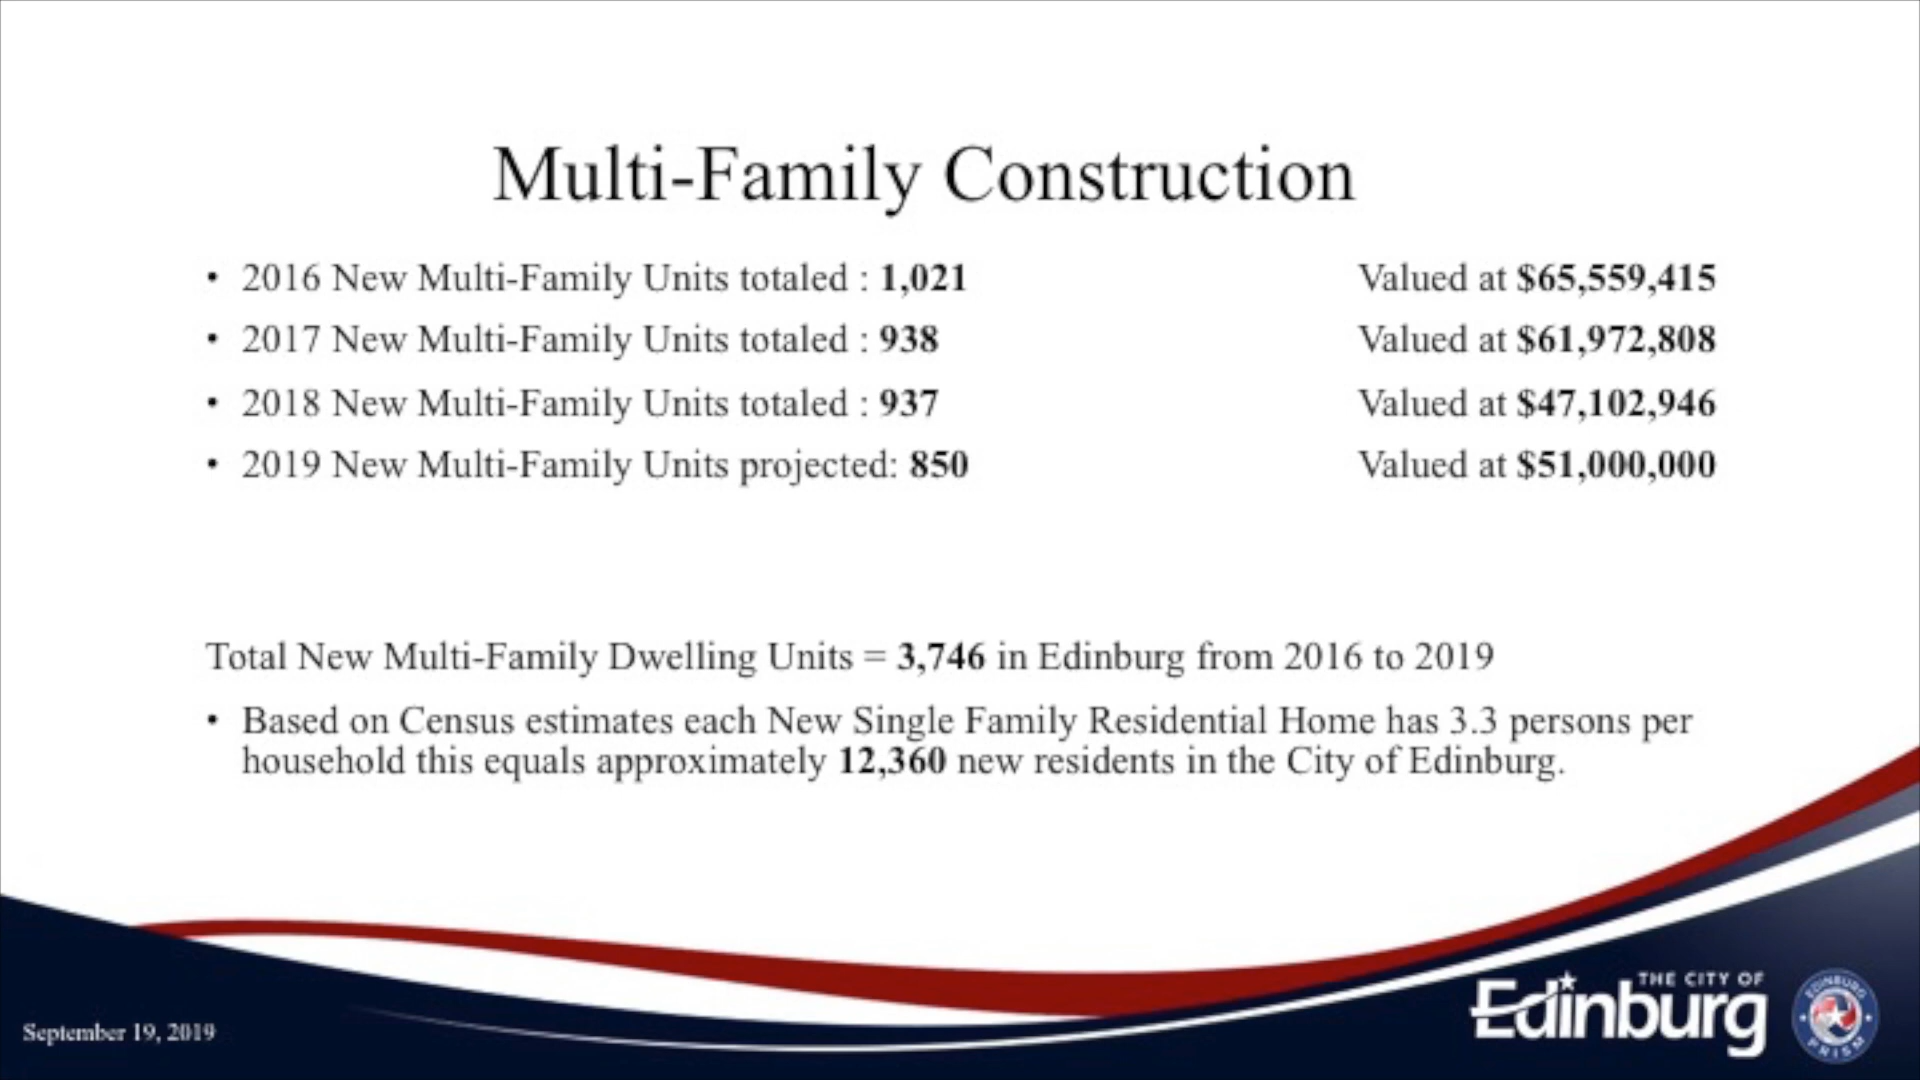 Multi-Family Construction
• 2016 New Multi-Family Units totaled : 1,021 Valued at $65,559,415
• 2017 New Multi-Family Units totaled : 938 Valued at $61,972,808
• 2018 New Multi-Family Units totaled : 937 Valued at $47,102,946
• 2019 New Multi-Family Units projected: 850 Valued at $51,000,000
Total New Multi-Family Dwelling Units = 3,746 in Edinburg from 2016 to 2019
• Based on Census estimates each New Single Family Residential Home has 3.3 persons per
household this equals approximately 12,360 new residents in the City of Edinburg.
September 19, 2019
THE CITY OF
Edinburg
EDINBURG
PRISM